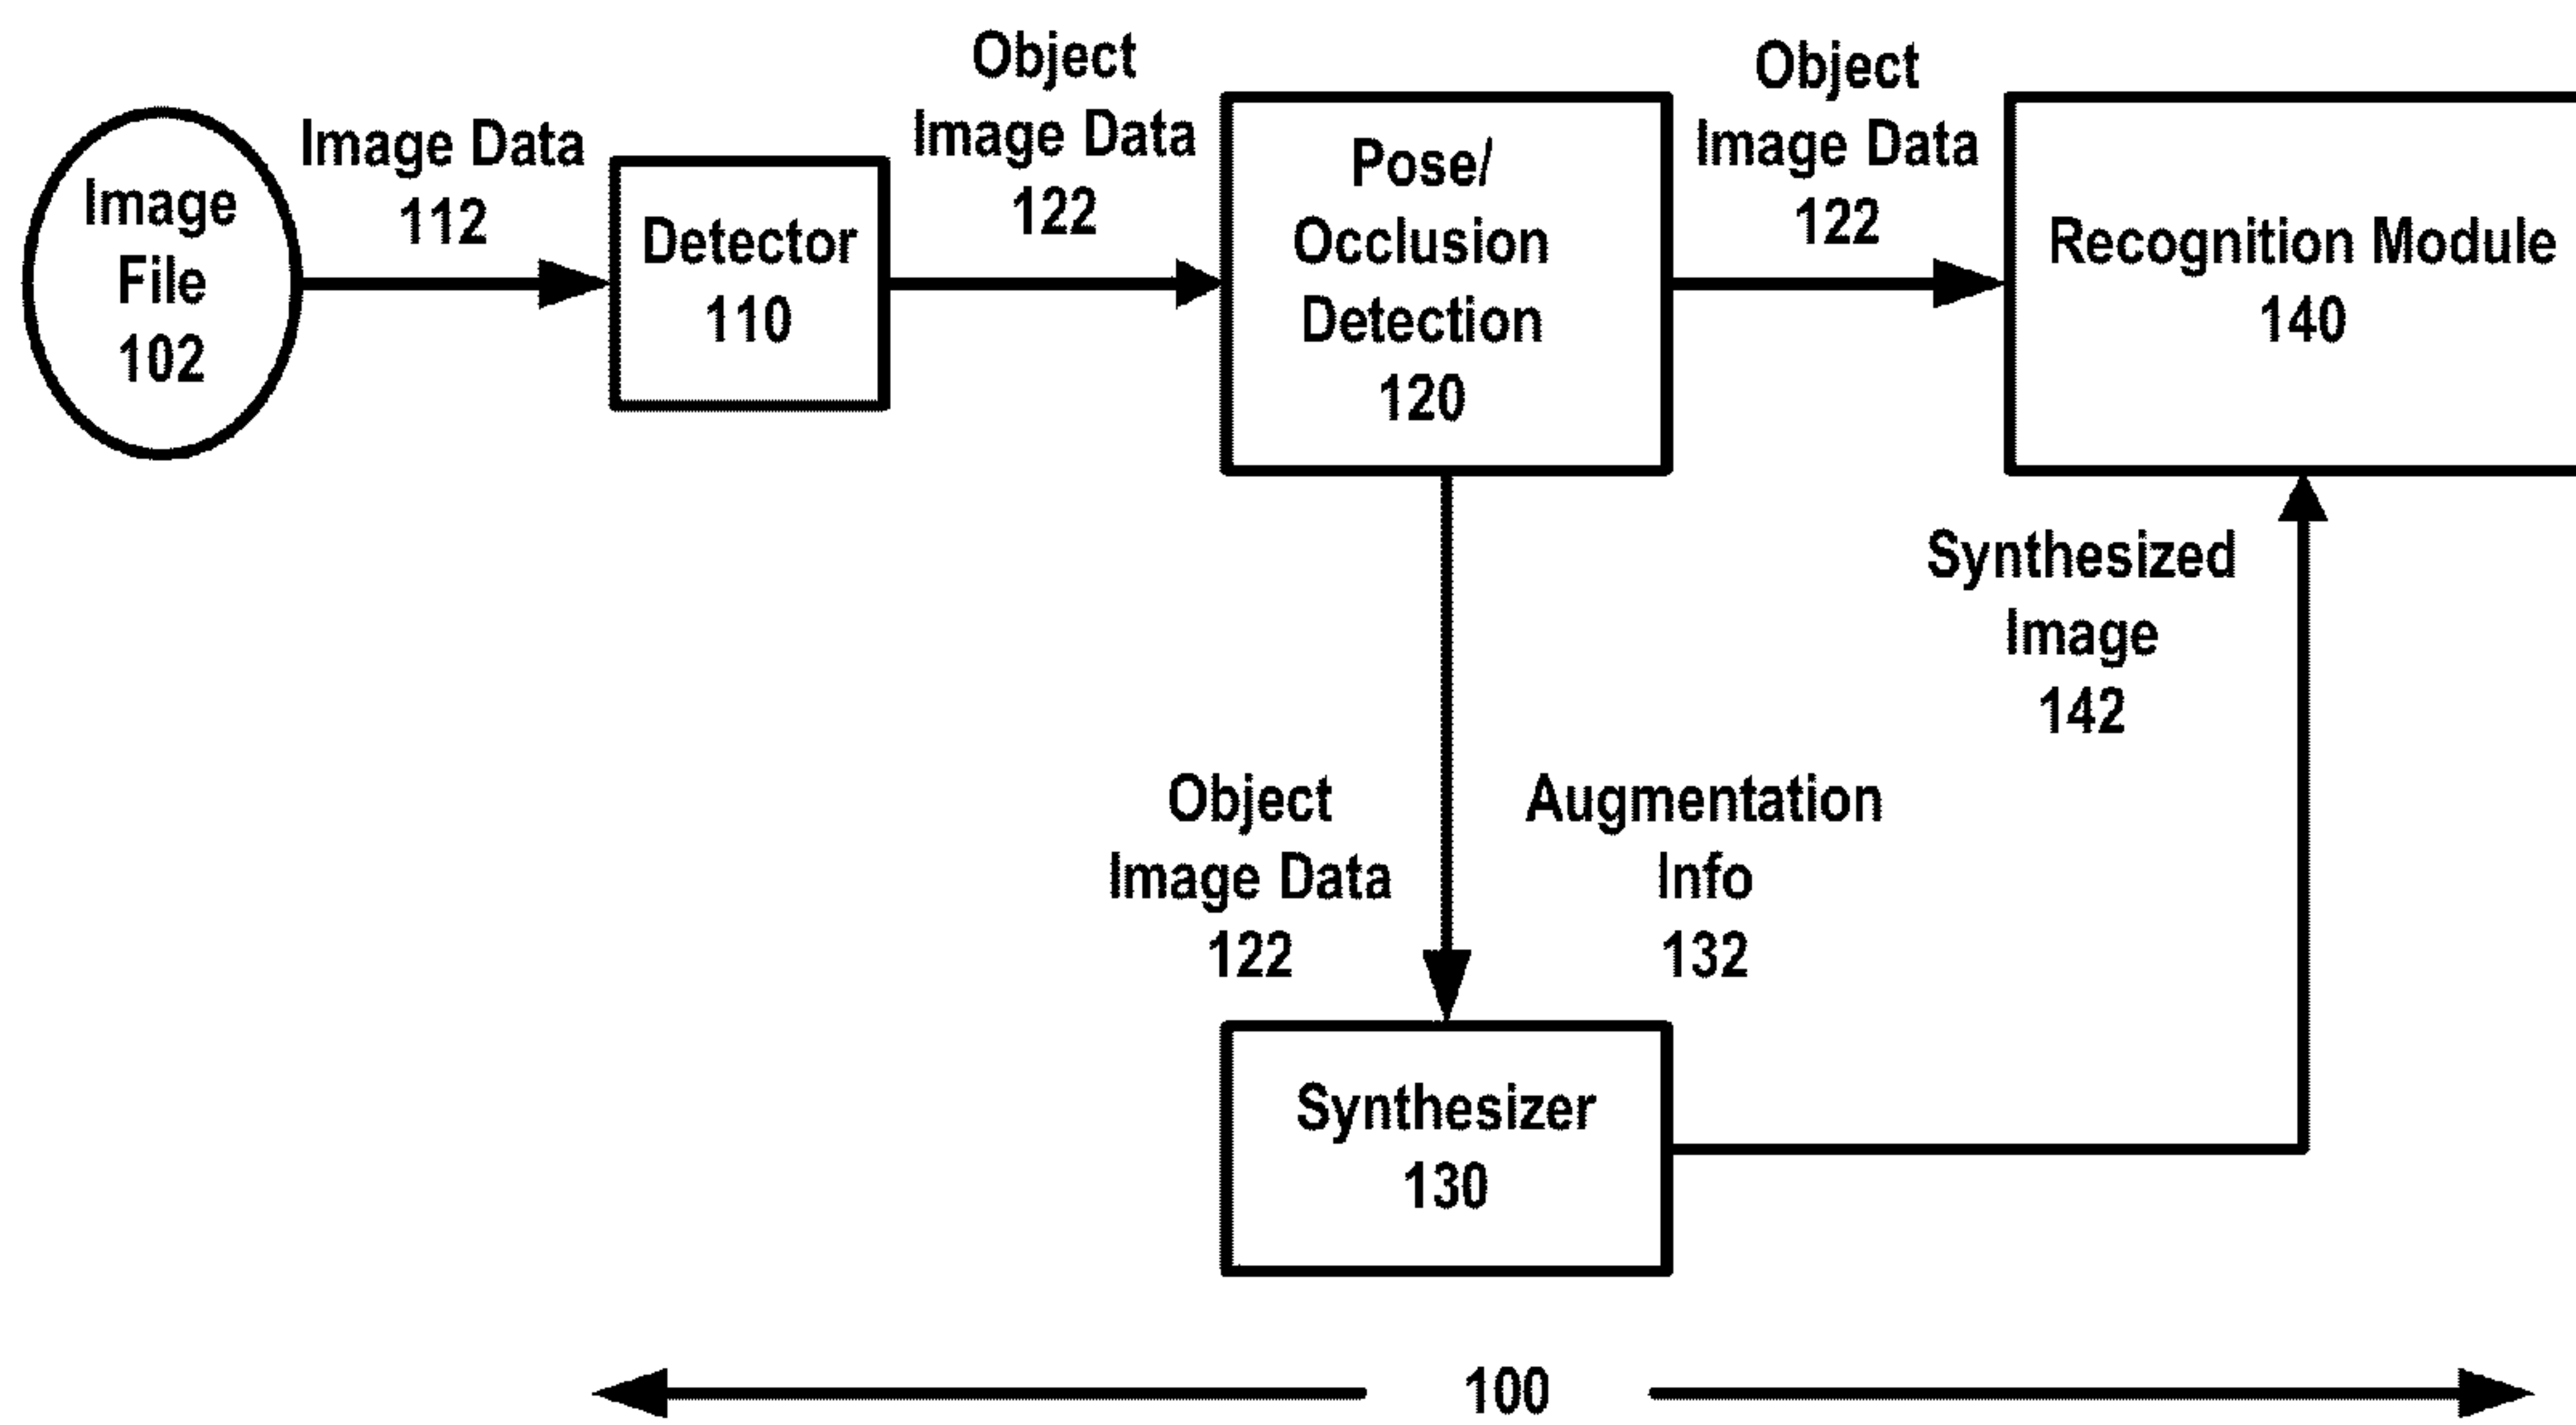 Image
File
102
Image Data
112
Detector
110
Object
Image Data
122
Pose/
Occlusion
Detection
120
Object
Image Data
122
Recognition Module
140
Synthesized
Image
142
Object
Image Data
122
Augmentation
Info
132
Synthesizer
130
100